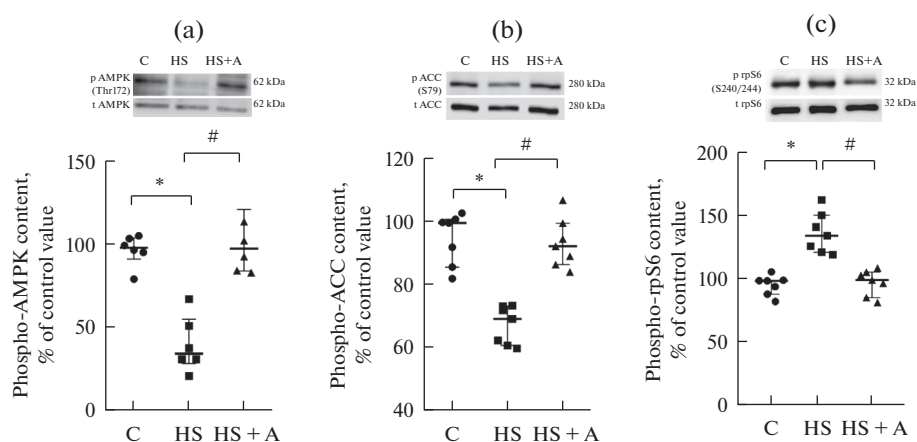 (a)
C HS HS+A
p AMPK
(Thr172)
62 kDa
t AMPK
62 kDa
#
*
150
100
50
0
Phospho-AMPK content,
% of control value
C HS HS + A
(b)
C HS HS+A
p ACC
(S79)
280 kDa
t ACC
280 kDa
#
*
120
100
80
60
40
Phospho-ACC content,
% of control value
C HS HS + A
(c)
C HS HS+A
p rpS6
(S240/244)
32 kDa
t rpS6
32 kDa
* #
200
150
100
50
0
Phospho-rpS6 content,
% of control value
C HS HS + A